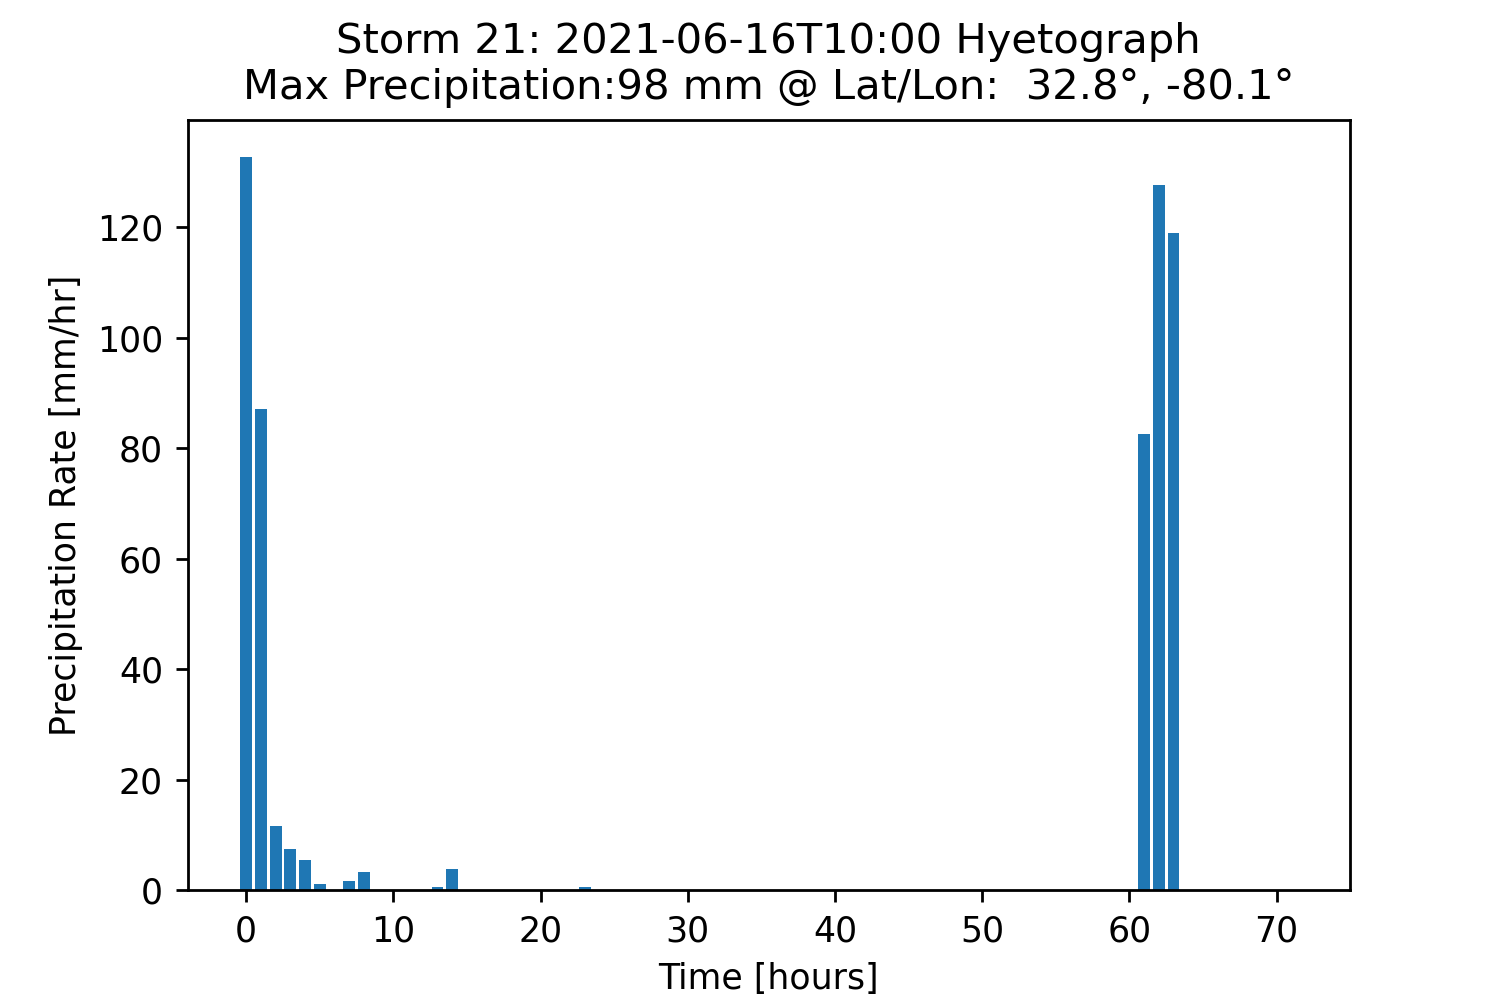 Storm 21: 2021-06-16T10:00 Hyetograph
Max Precipitation:98 mm @ Lat/Lon:  32.8°, -80.1°
Precipitation Rate [mm/hr]
120
100
80
60
40
20
0
0 10 20 30 40 50 60 70
Time [hours]